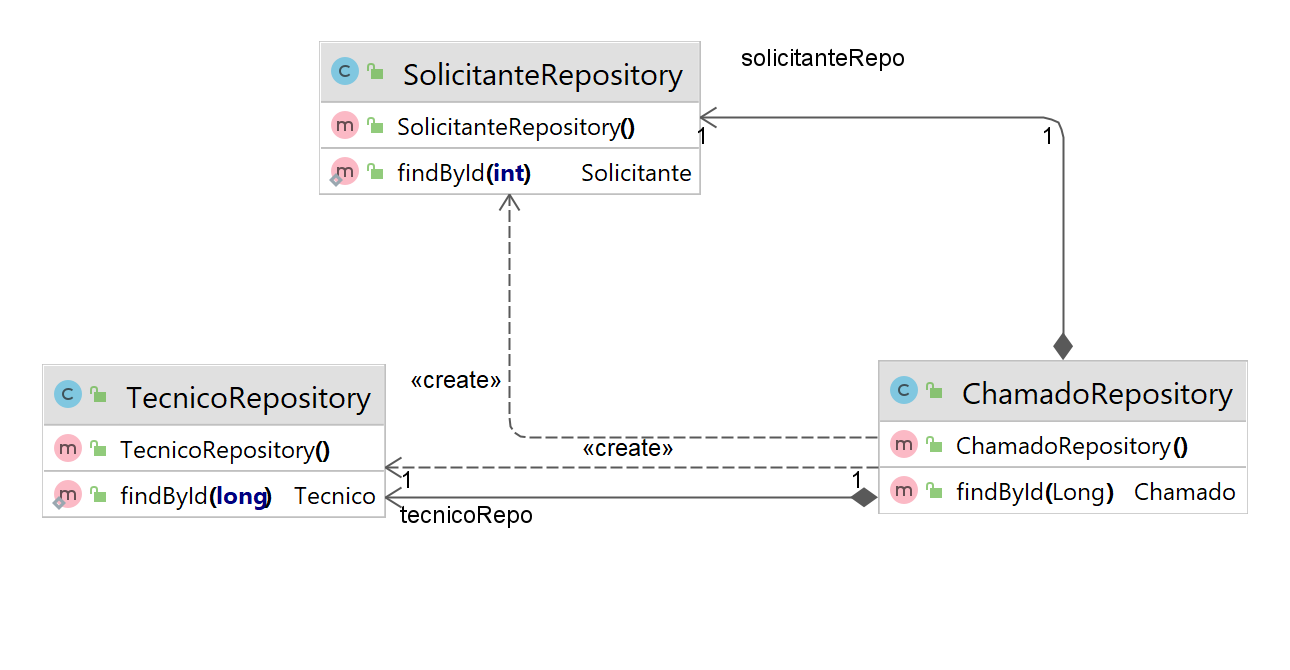 solicitanteRepo
C SolicitanteRepository
m SolicitanteRepository()
m findById(int) Solicitante
1
1
«create»
«create»
C TecnicoRepository
m TecnicoRepository()
m findById(long) Tecnico
1
1
tecnicoRepo
C ChamadoRepository
m ChamadoRepository()
m findById(Long) Chamado